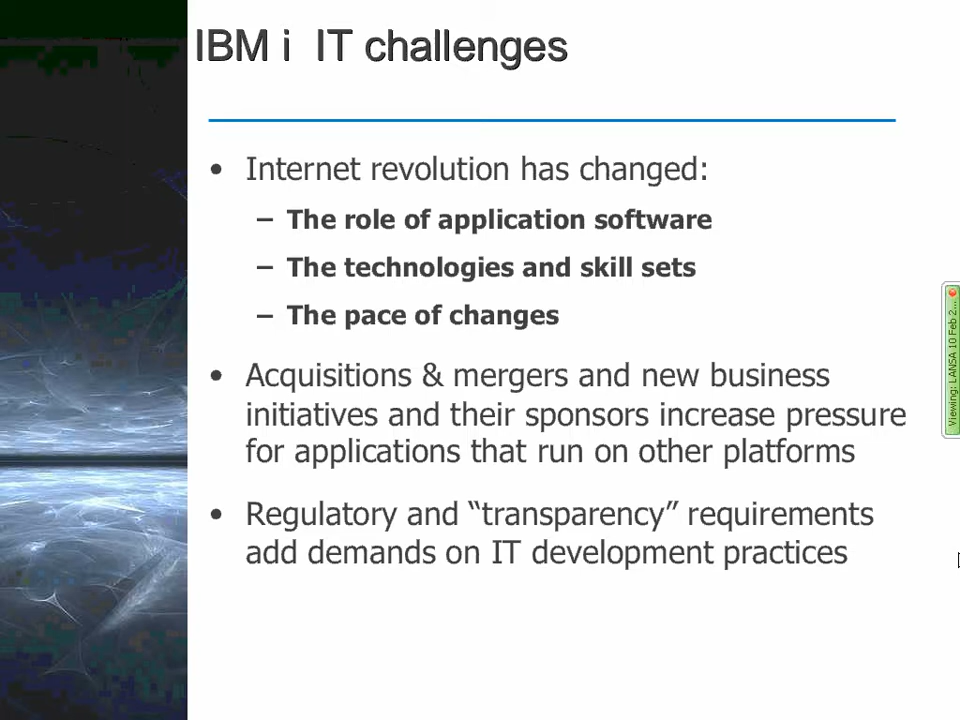 IBM i  IT challenges
• Internet revolution has changed:
– The role of application software
– The technologies and skill sets
– The pace of changes
• Acquisitions & mergers and new business
initiatives and their sponsors increase pressure
for applications that run on other platforms
• Regulatory and “transparency” requirements
add demands on IT development practices
Viewing: LANSA 10 Feb 2...